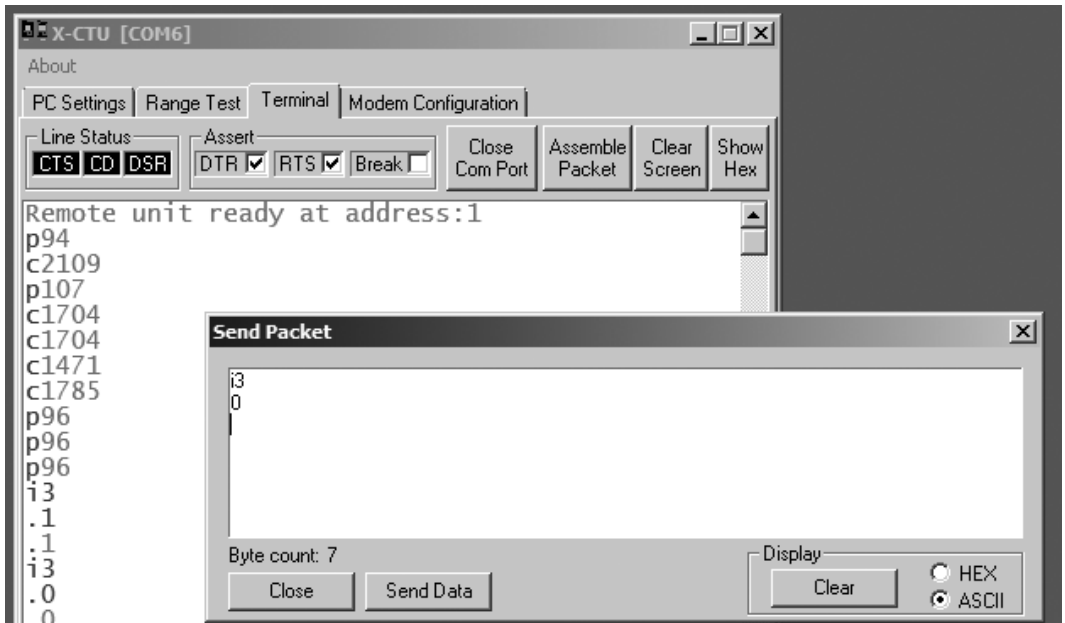 X-CTU [COM6]
About
PC Settings Range Test Terminal Modem Configuration
Line Status Assert
CTS CD DSR DTR RTS Break
Close Com Port
Assemble Packet
Clear Screen
Show Hex
Remote unit ready at address:1
p94
c2109
p107
c1704
c1704
c1471
c1785
p96
p96
p96
i3
.1
.1
i3
.0
.0
Send Packet
i3
0
Byte count: 7
Close Send Data
Display
Clear
HEX
ASCII